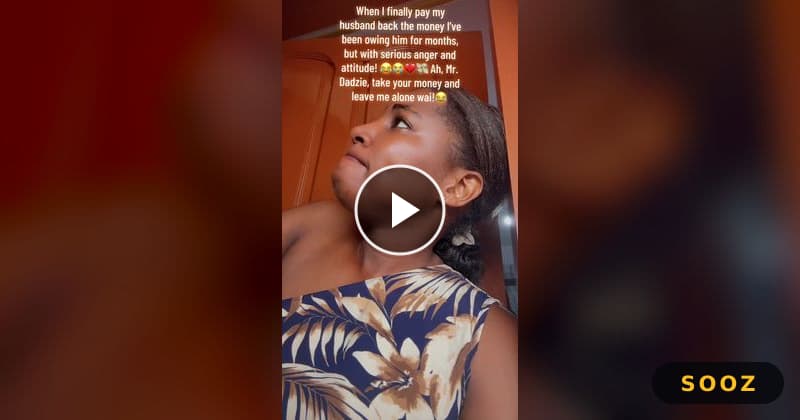 When I finally pay my
husband back the money I've
been owing him for months,
but with serious anger and
attitude! 😂😭❤️💸 Ah, Mr.
Dadzie, take your money and
leave me alone wai!😂
SOOZ